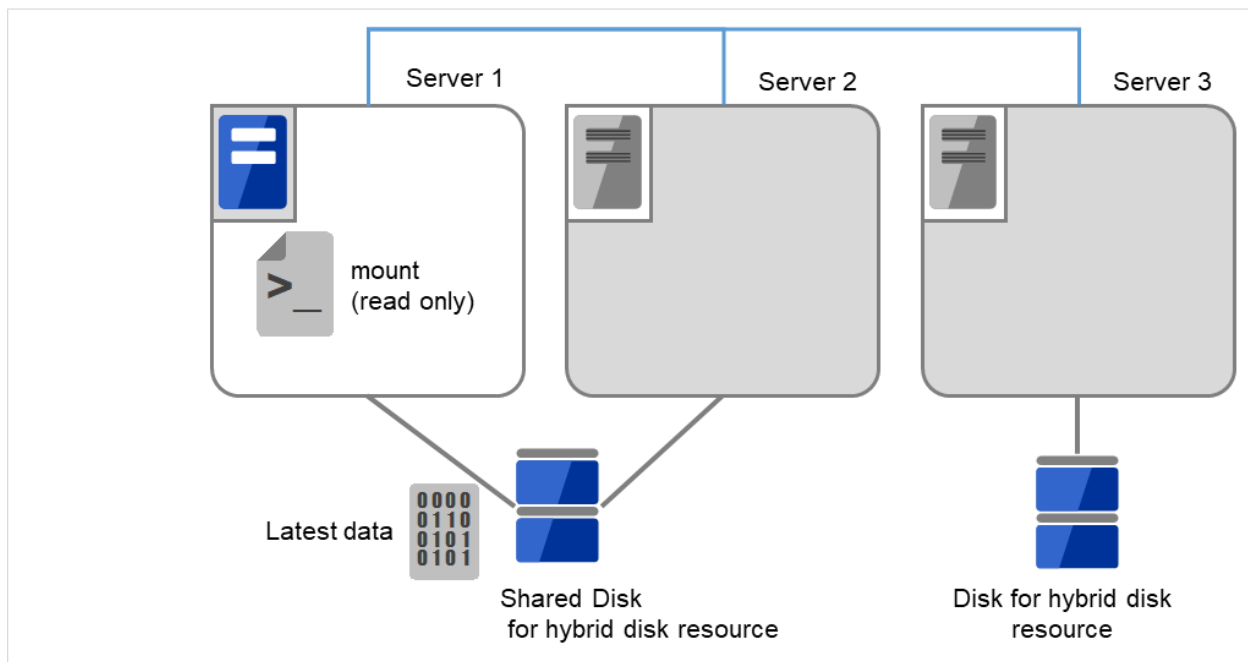 Server 1
Server 2
Server 3
mount
(read only)
>_
Latest data
0000
0110
0101
0101
Shared Disk
for hybrid disk resource
Disk for hybrid disk
resource